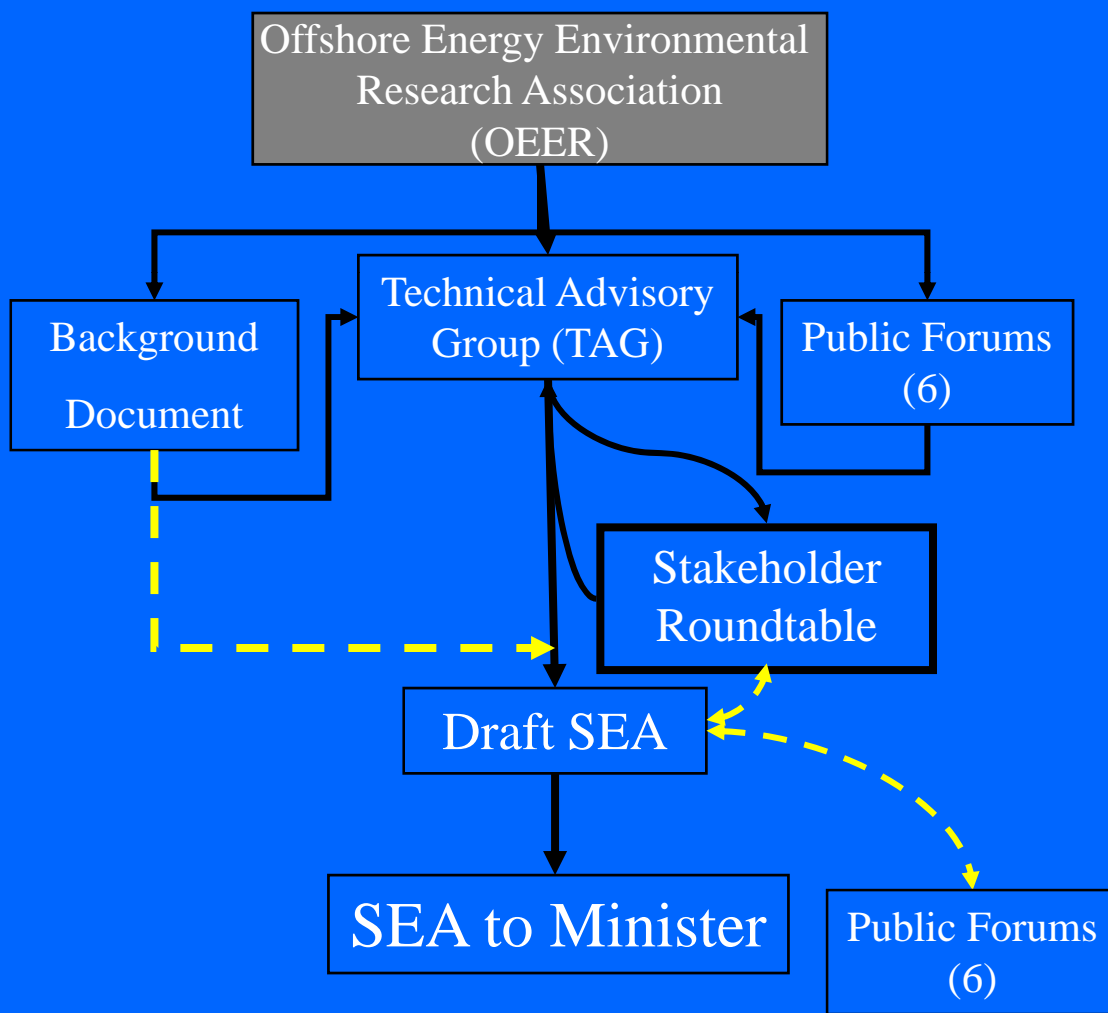 Offshore Energy Environmental
Research Association
(OEER)
Technical Advisory
Group (TAG)
Background
Document
Public Forums
(6)
Stakeholder
Roundtable
Draft SEA
SEA to Minister
Public Forums
(6)